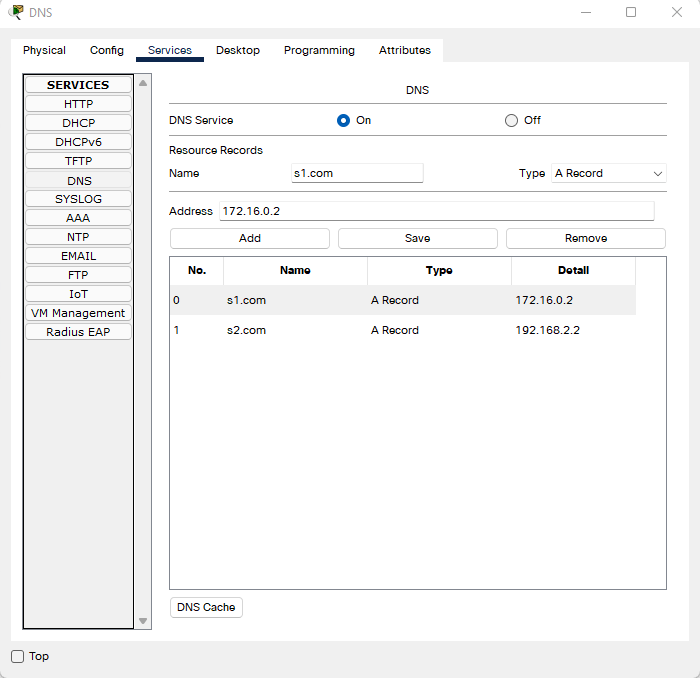 DNS
Physical Config Services Desktop Programming Attributes
SERVICES
HTTP
DHCP
DHCPv6
TFTP
DNS
SYSLOG
AAA
NTP
EMAIL
FTP
IoT
VM Management
Radius EAP
DNS
DNS Service On Off
Resource Records
Name s1.com Type A Record
Address 172.16.0.2
Add Save Remove
No. Name Type Detail
0 s1.com A Record 172.16.0.2
1 s2.com A Record 192.168.2.2
DNS Cache
Top